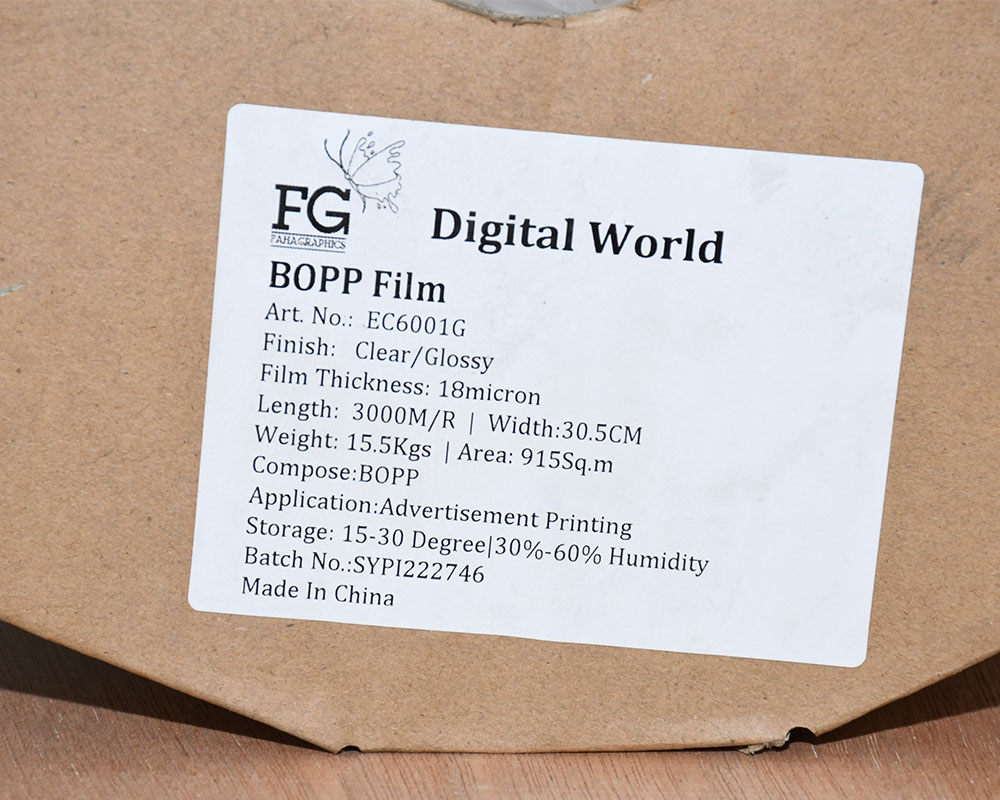 FG
FAHAGRAPHICS
Digital World
BOPP Film
Art. No.: EC6001G
Finish: Clear/Glossy
Film Thickness: 18micron
Length: 3000M/R | Width:30.5CM
Weight: 15.5Kgs | Area: 915Sq.m
Compose:BOPP
Application:Advertisement Printing
Storage: 15-30 Degree|30%-60% Humidity
Batch No.:SYPI222746
Made In China